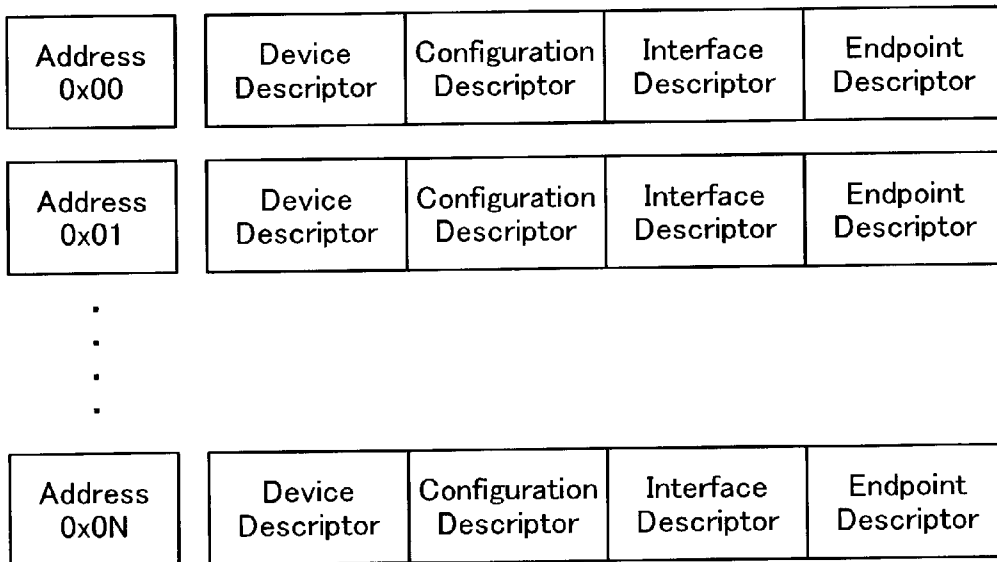 Address
0x00
Device
Descriptor
Configuration
Descriptor
Interface
Descriptor
Endpoint
Descriptor
Address
0x01
Device
Descriptor
Configuration
Descriptor
Interface
Descriptor
Endpoint
Descriptor
Address
0x0N
Device
Descriptor
Configuration
Descriptor
Interface
Descriptor
Endpoint
Descriptor